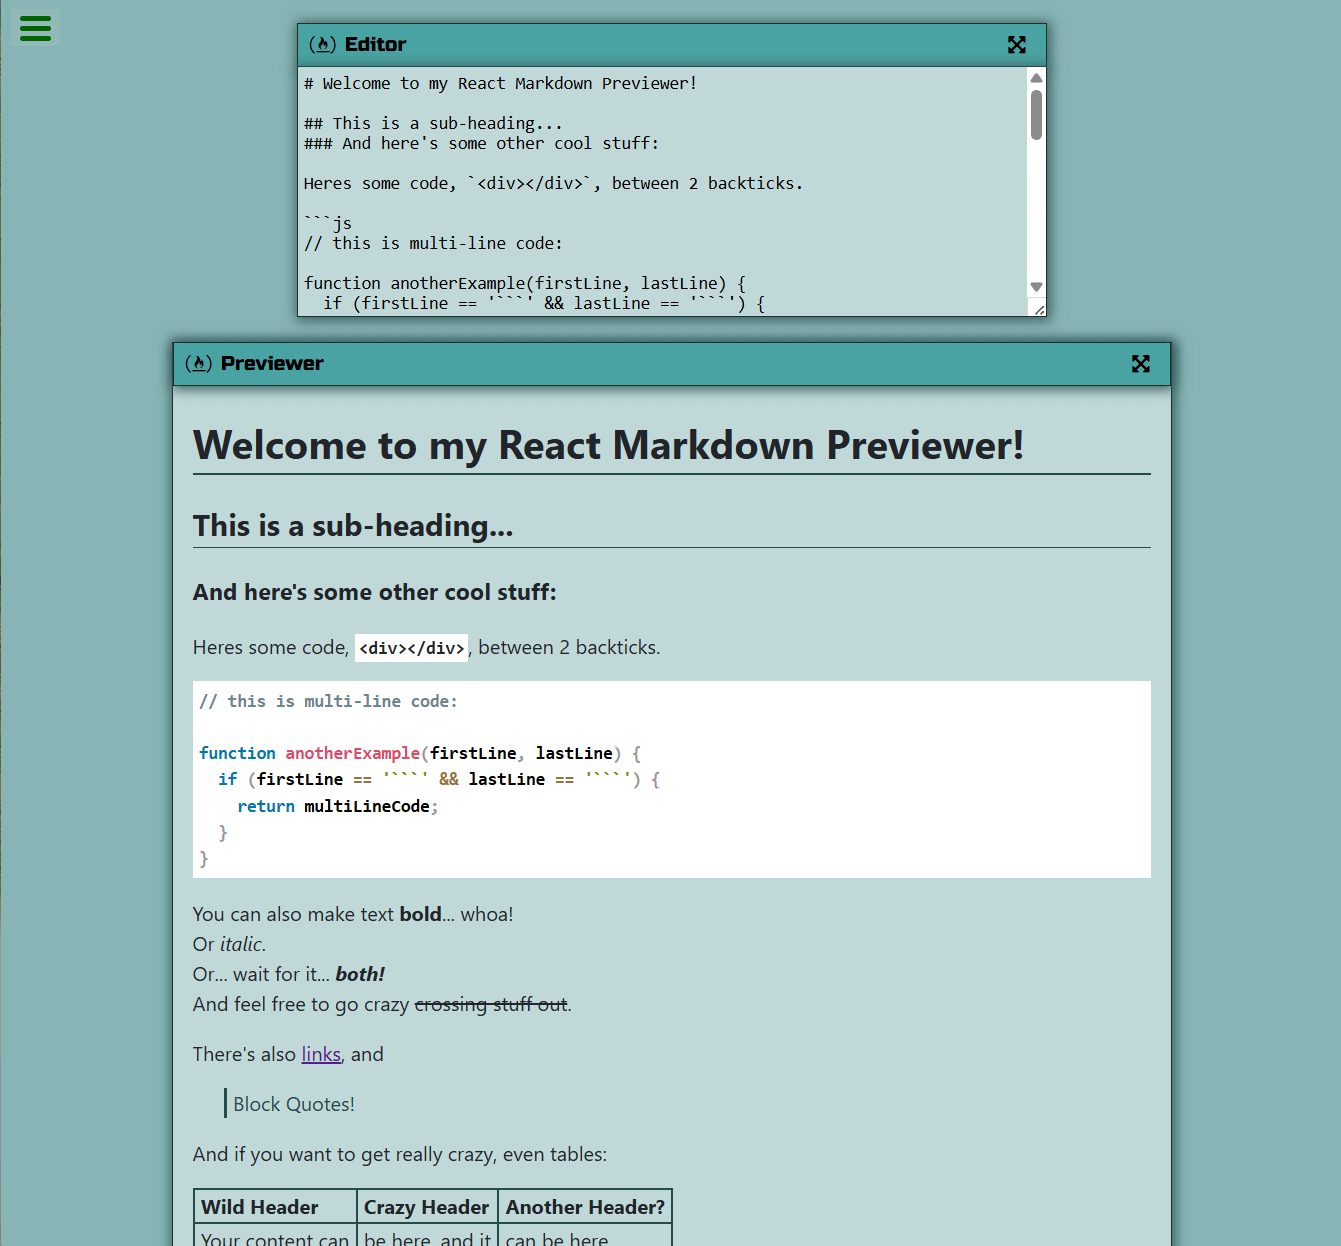 Editor
# Welcome to my React Markdown Previewer!
## This is a sub-heading...
### And here's some other cool stuff:
Heres some code, `<div></div>`, between 2 backticks.
```js
// this is multi-line code:
function anotherExample(firstLine, lastLine) {
  if (firstLine == '```' && lastLine == '```') {
Previewer
Welcome to my React Markdown Previewer!
This is a sub-heading...
And here's some other cool stuff:
Heres some code, <div></div>, between 2 backticks.
// this is multi-line code:
function anotherExample(firstLine, lastLine) {
  if (firstLine == '```' && lastLine == '```') {
    return multiLineCode;
  }
}
You can also make text bold... whoa!
Or italic.
Or... wait for it... both!
And feel free to go crazy crossing stuff out.
There's also links, and
Block Quotes!
And if you want to get really crazy, even tables:
Wild Header Crazy Header Another Header?
Your content can be here, and it can be here